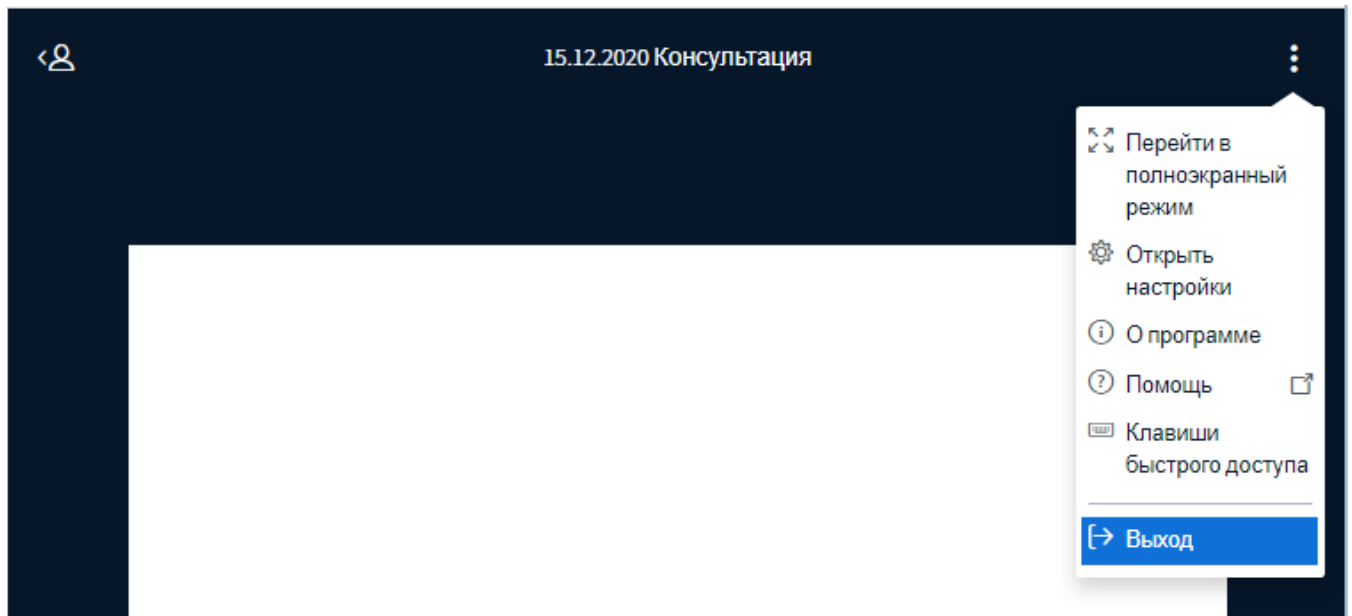 15.12.2020 Консультация
Перейти в
полноэкранный
режим
Открыть
настройки
О программе
Помощь
Клавиши
быстрого доступа
Выход